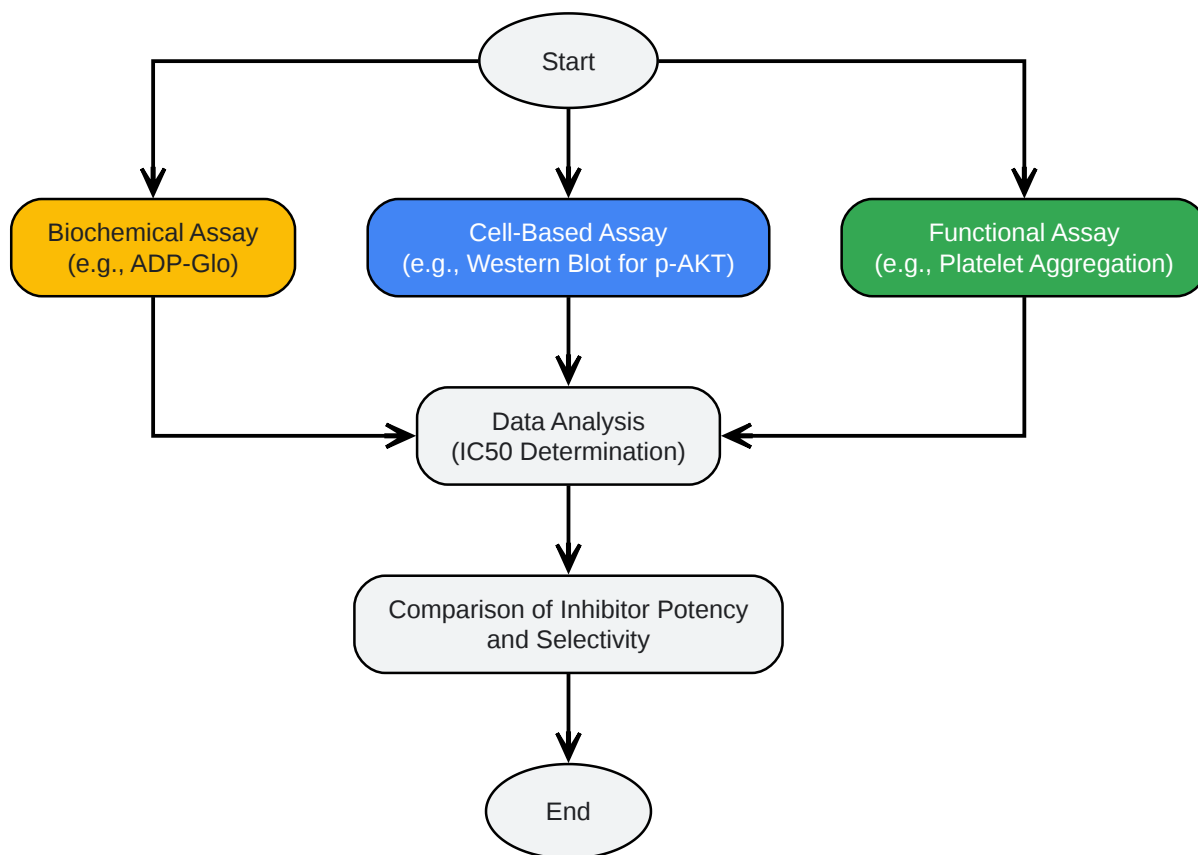 Start
Biochemical Assay
(e.g., ADP-Glo)
Cell-Based Assay
(e.g., Western Blot for p-AKT)
Functional Assay
(e.g., Platelet Aggregation)
Data Analysis
(IC50 Determination)
Comparison of Inhibitor Potency
and Selectivity
End